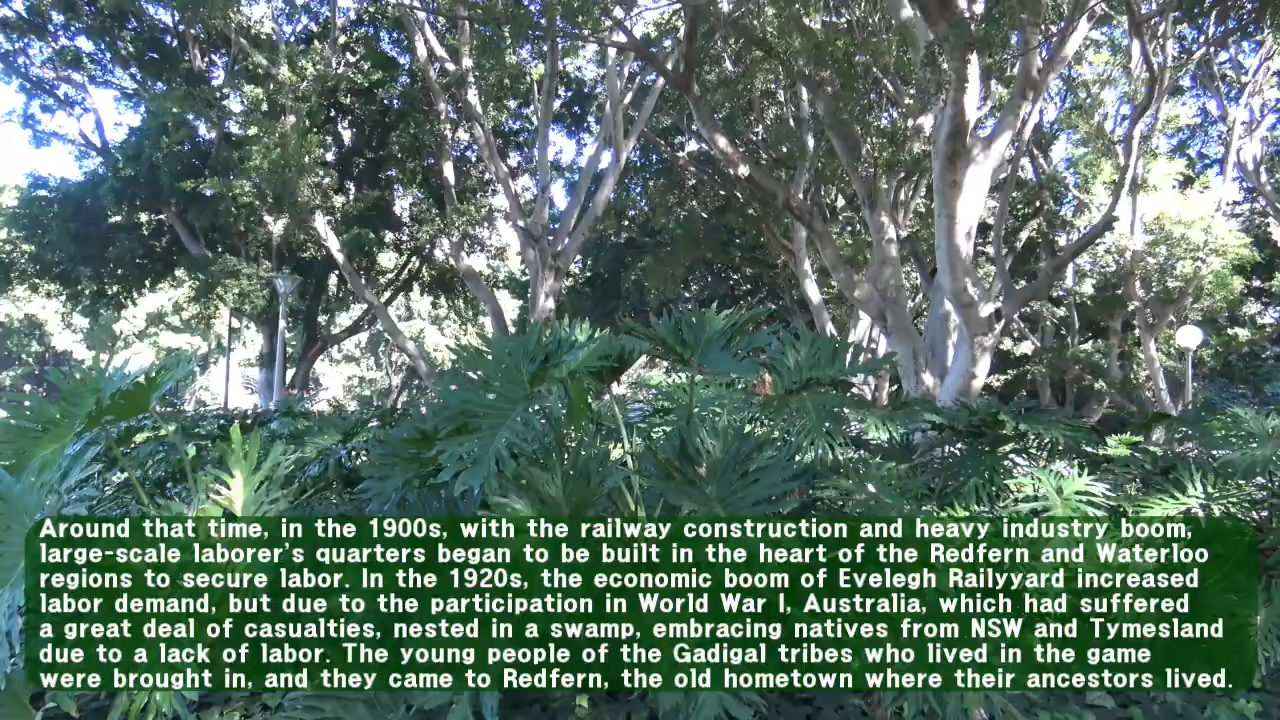 Around that time, in the 1900s, with the railway construction and heavy industry boom,
large-scale laborer's quarters began to be built in the heart of the Redfern and Waterloo
regions to secure labor. In the 1920s, the economic boom of Evelegh Railyyard increased
labor demand, but due to the participation in World War I, Australia, which had suffered
a great deal of casualties, nested in a swamp, embracing natives from NSW and Tymesland
due to a lack of labor. The young people of the Gadigal tribes who lived in the game
were brought in, and they came to Redfern, the old hometown where their ancestors lived.